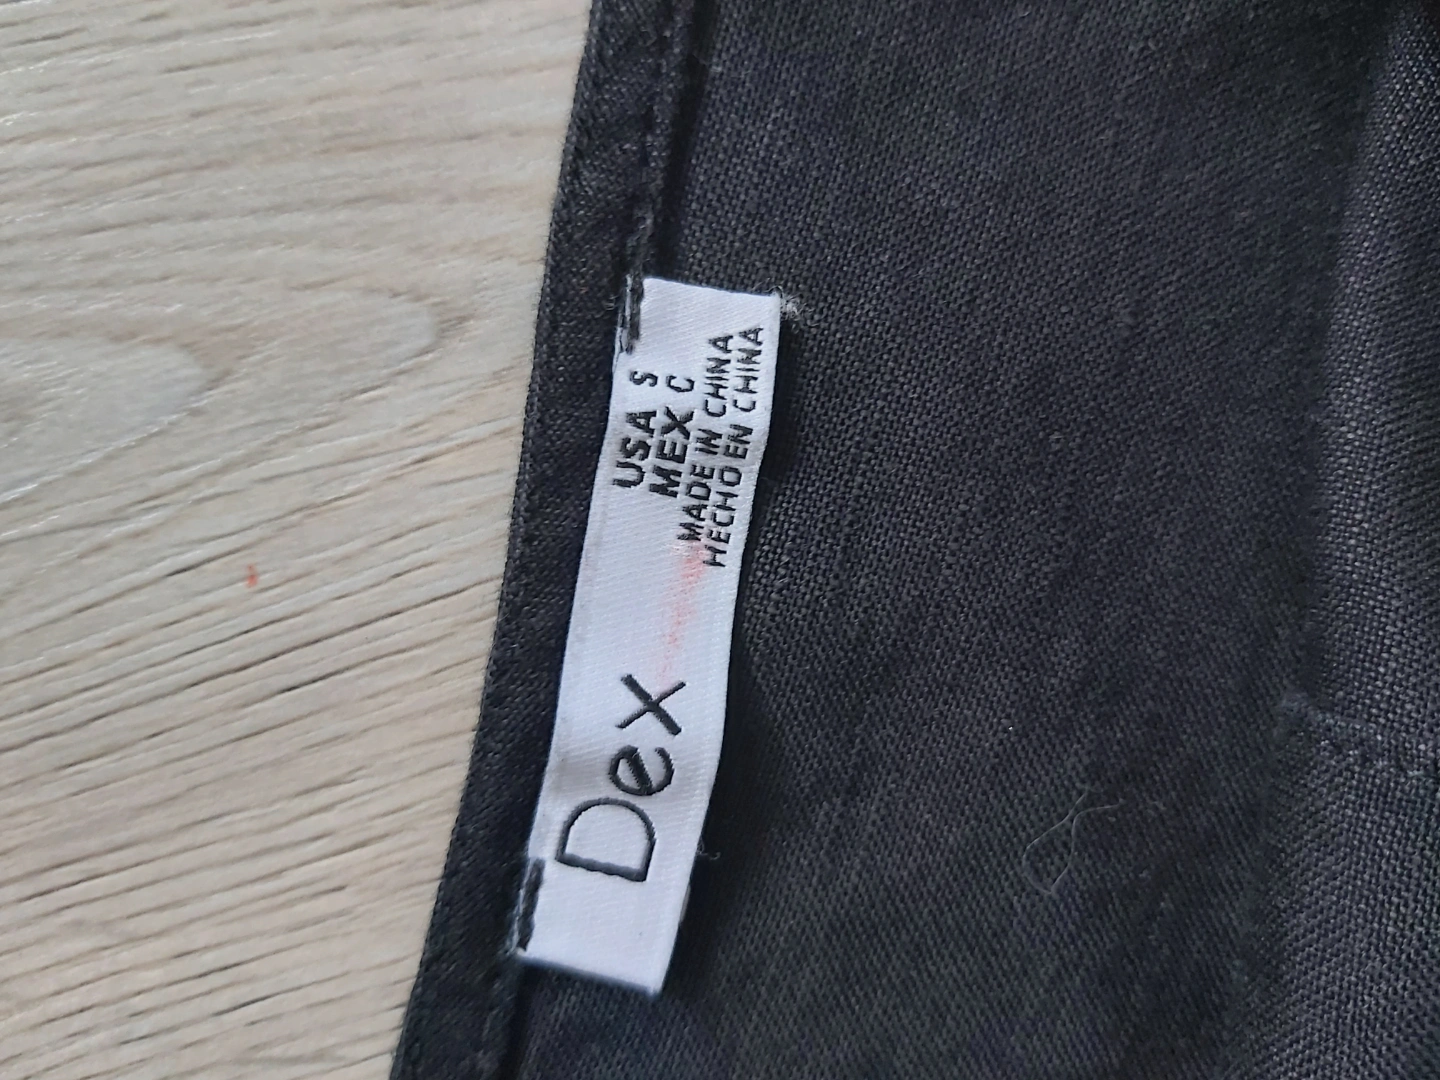 Dex
USA S
MEX C
MADE IN CHINA
HECHO EN CHINA